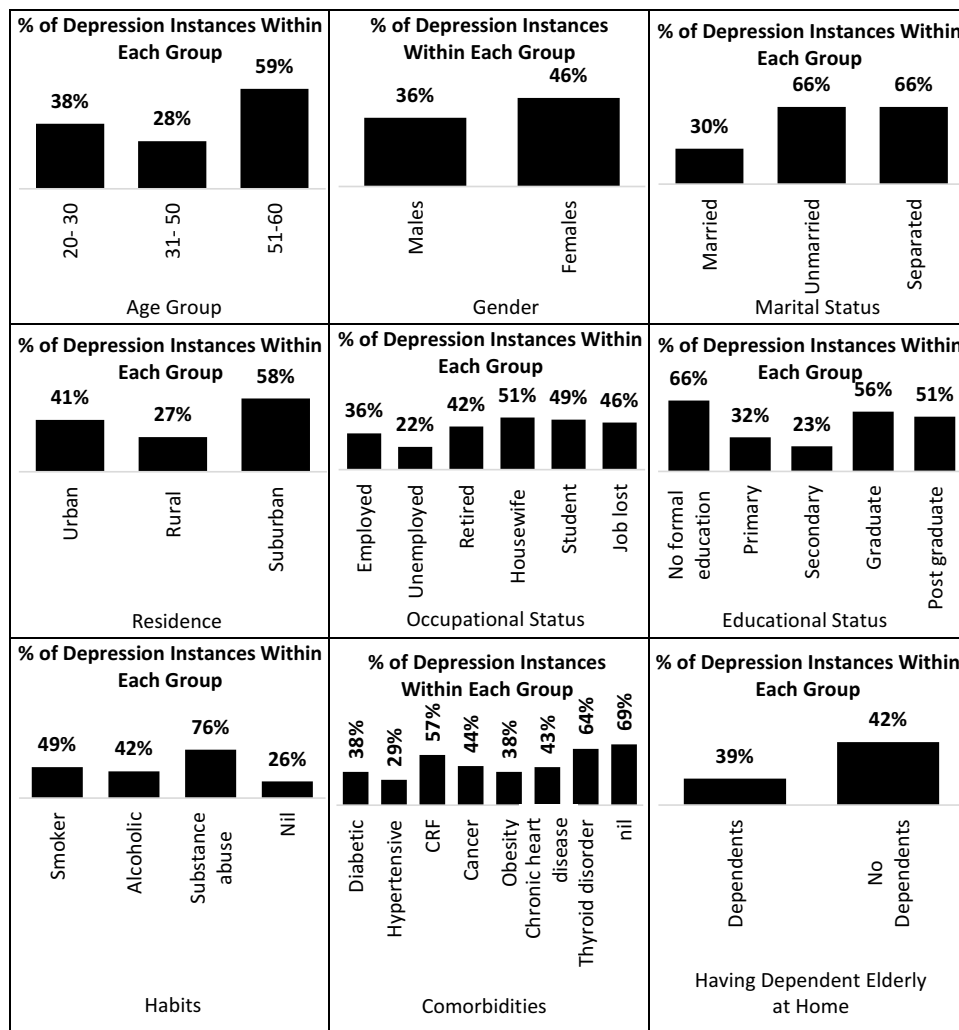 % of Depression Instances Within
Each Group
38%
28%
59%
20- 30
31- 50
51-60
Age Group
% of Depression Instances
Within Each Group
36%
46%
Males
Females
Gender
% of Depression Instances Within
Each Group
30%
66%
66%
Married
Unmarried
Separated
Marital Status
% of Depression Instances Within
Each Group
41%
27%
58%
Urban
Rural
Suburban
Residence
% of Depression Instances Within
Each Group
36%
22%
42%
51%
49%
46%
Employed
Unemployed
Retired
Housewife
Student
Job lost
Occupational Status
% of Depression Instances Within
Each Group
66%
32%
23%
56%
51%
No formal
education
Primary
Secondary
Graduate
Post graduate
Educational Status
% of Depression Instances Within
Each Group
49%
42%
76%
26%
Smoker
Alcoholic
Substance
abuse
Nil
Habits
% of Depression Instances
Within Each Group
38%
29%
57%
44%
38%
43%
64%
69%
Diabetic
Hypertensive
CRF
Cancer
Obesity
Chronic heart
disease
Thyroid disorder
nil
Comorbidities
% of Depression Instances Within
Each Group
39%
42%
Dependents
No
Dependents
Having Dependent Elderly
at Home